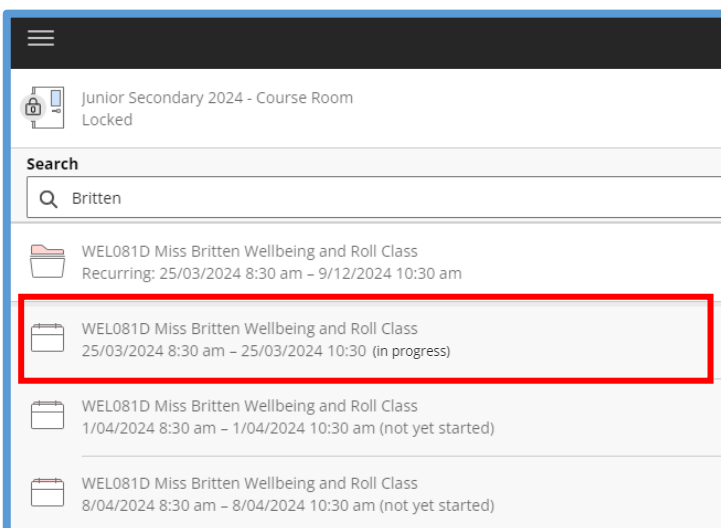 Junior Secondary 2024 - Course Room
Locked
Search
Britten
WEL081D Miss Britten Wellbeing and Roll Class
Recurring: 25/03/2024 8:30 am – 9/12/2024 10:30 am
WEL081D Miss Britten Wellbeing and Roll Class
25/03/2024 8:30 am – 25/03/2024 10:30 (in progress)
WEL081D Miss Britten Wellbeing and Roll Class
1/04/2024 8:30 am – 1/04/2024 10:30 am (not yet started)
WEL081D Miss Britten Wellbeing and Roll Class
8/04/2024 8:30 am – 8/04/2024 10:30 am (not yet started)